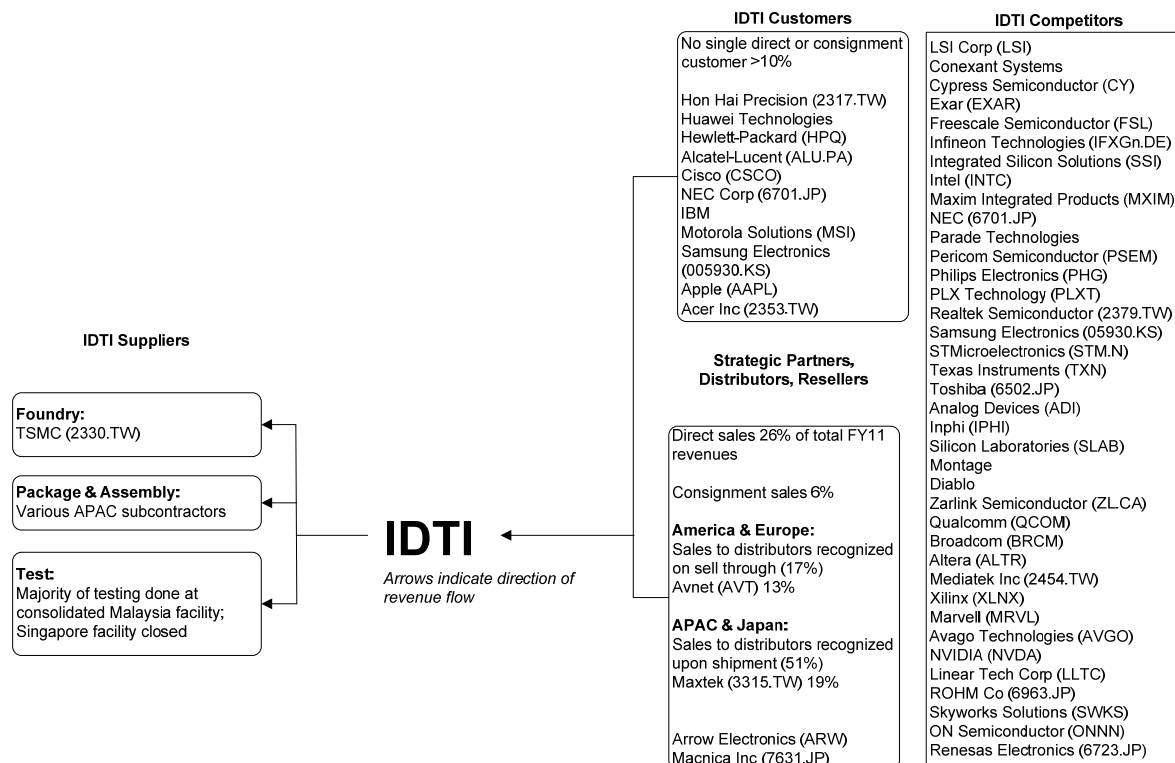 IDTI Customers
No single direct or consignment
customer >10%
Hon Hai Precision (2317.TW)
Huawei Technologies
Hewlett-Packard (HPQ)
Alcatel-Lucent (ALU.PA)
Cisco (CSCO)
NEC Corp (6701.JP)
IBM
Motorola Solutions (MSI)
Samsung Electronics
(005930.KS)
Apple (AAPL)
Acer Inc (2353.TW)
IDTI Competitors
LSI Corp (LSI)
Conexant Systems
Cypress Semiconductor (CY)
Exar (EXAR)
Freescale Semiconductor (FSL)
Infineon Technologies (IFXGn.DE)
Integrated Silicon Solutions (SSI)
Intel (INTC)
Maxim Integrated Products (MXIM)
NEC (6701.JP)
Parade Technologies
Pericom Semiconductor (PSEM)
Philips Electronics (PHG)
PLX Technology (PLXT)
Realtek Semiconductor (2379.TW)
Samsung Electronics (05930.KS)
STMicroelectronics (STM.N)
Texas Instruments (TXN)
Toshiba (6502.JP)
Analog Devices (ADI)
Inphi (IPHI)
Silicon Laboratories (SLAB)
Montage
Diablo
Zarlink Semiconductor (ZL.CA)
Qualcomm (QCOM)
Broadcom (BRCM)
Altera (ALTR)
Mediatek Inc (2454.TW)
Xilinx (XLNX)
Marvell (MRVL)
Avago Technologies (AVGO)
NVIDIA (NVDA)
Linear Tech Corp (LLTC)
ROHM Co (6963.JP)
Skyworks Solutions (SWKS)
ON Semiconductor (ONNN)
Renesas Electronics (6723.JP)
IDTI Suppliers
Foundry:
TSMC (2330.TW)
Package & Assembly:
Various APAC subcontractors
Test:
Majority of testing done at
consolidated Malaysia facility;
Singapore facility closed
IDTI
Arrows indicate direction of
revenue flow
Strategic Partners,
Distributors, Resellers
Direct sales 26% of total FY11
revenues
Consignment sales 6%
America & Europe:
Sales to distributors recognized
on sell through (17%)
Avnet (AVT) 13%
APAC & Japan:
Sales to distributors recognized
upon shipment (51%)
Maxtek (3315.TW) 19%
Arrow Electronics (ARW)
Macnica Inc (7631.JP)